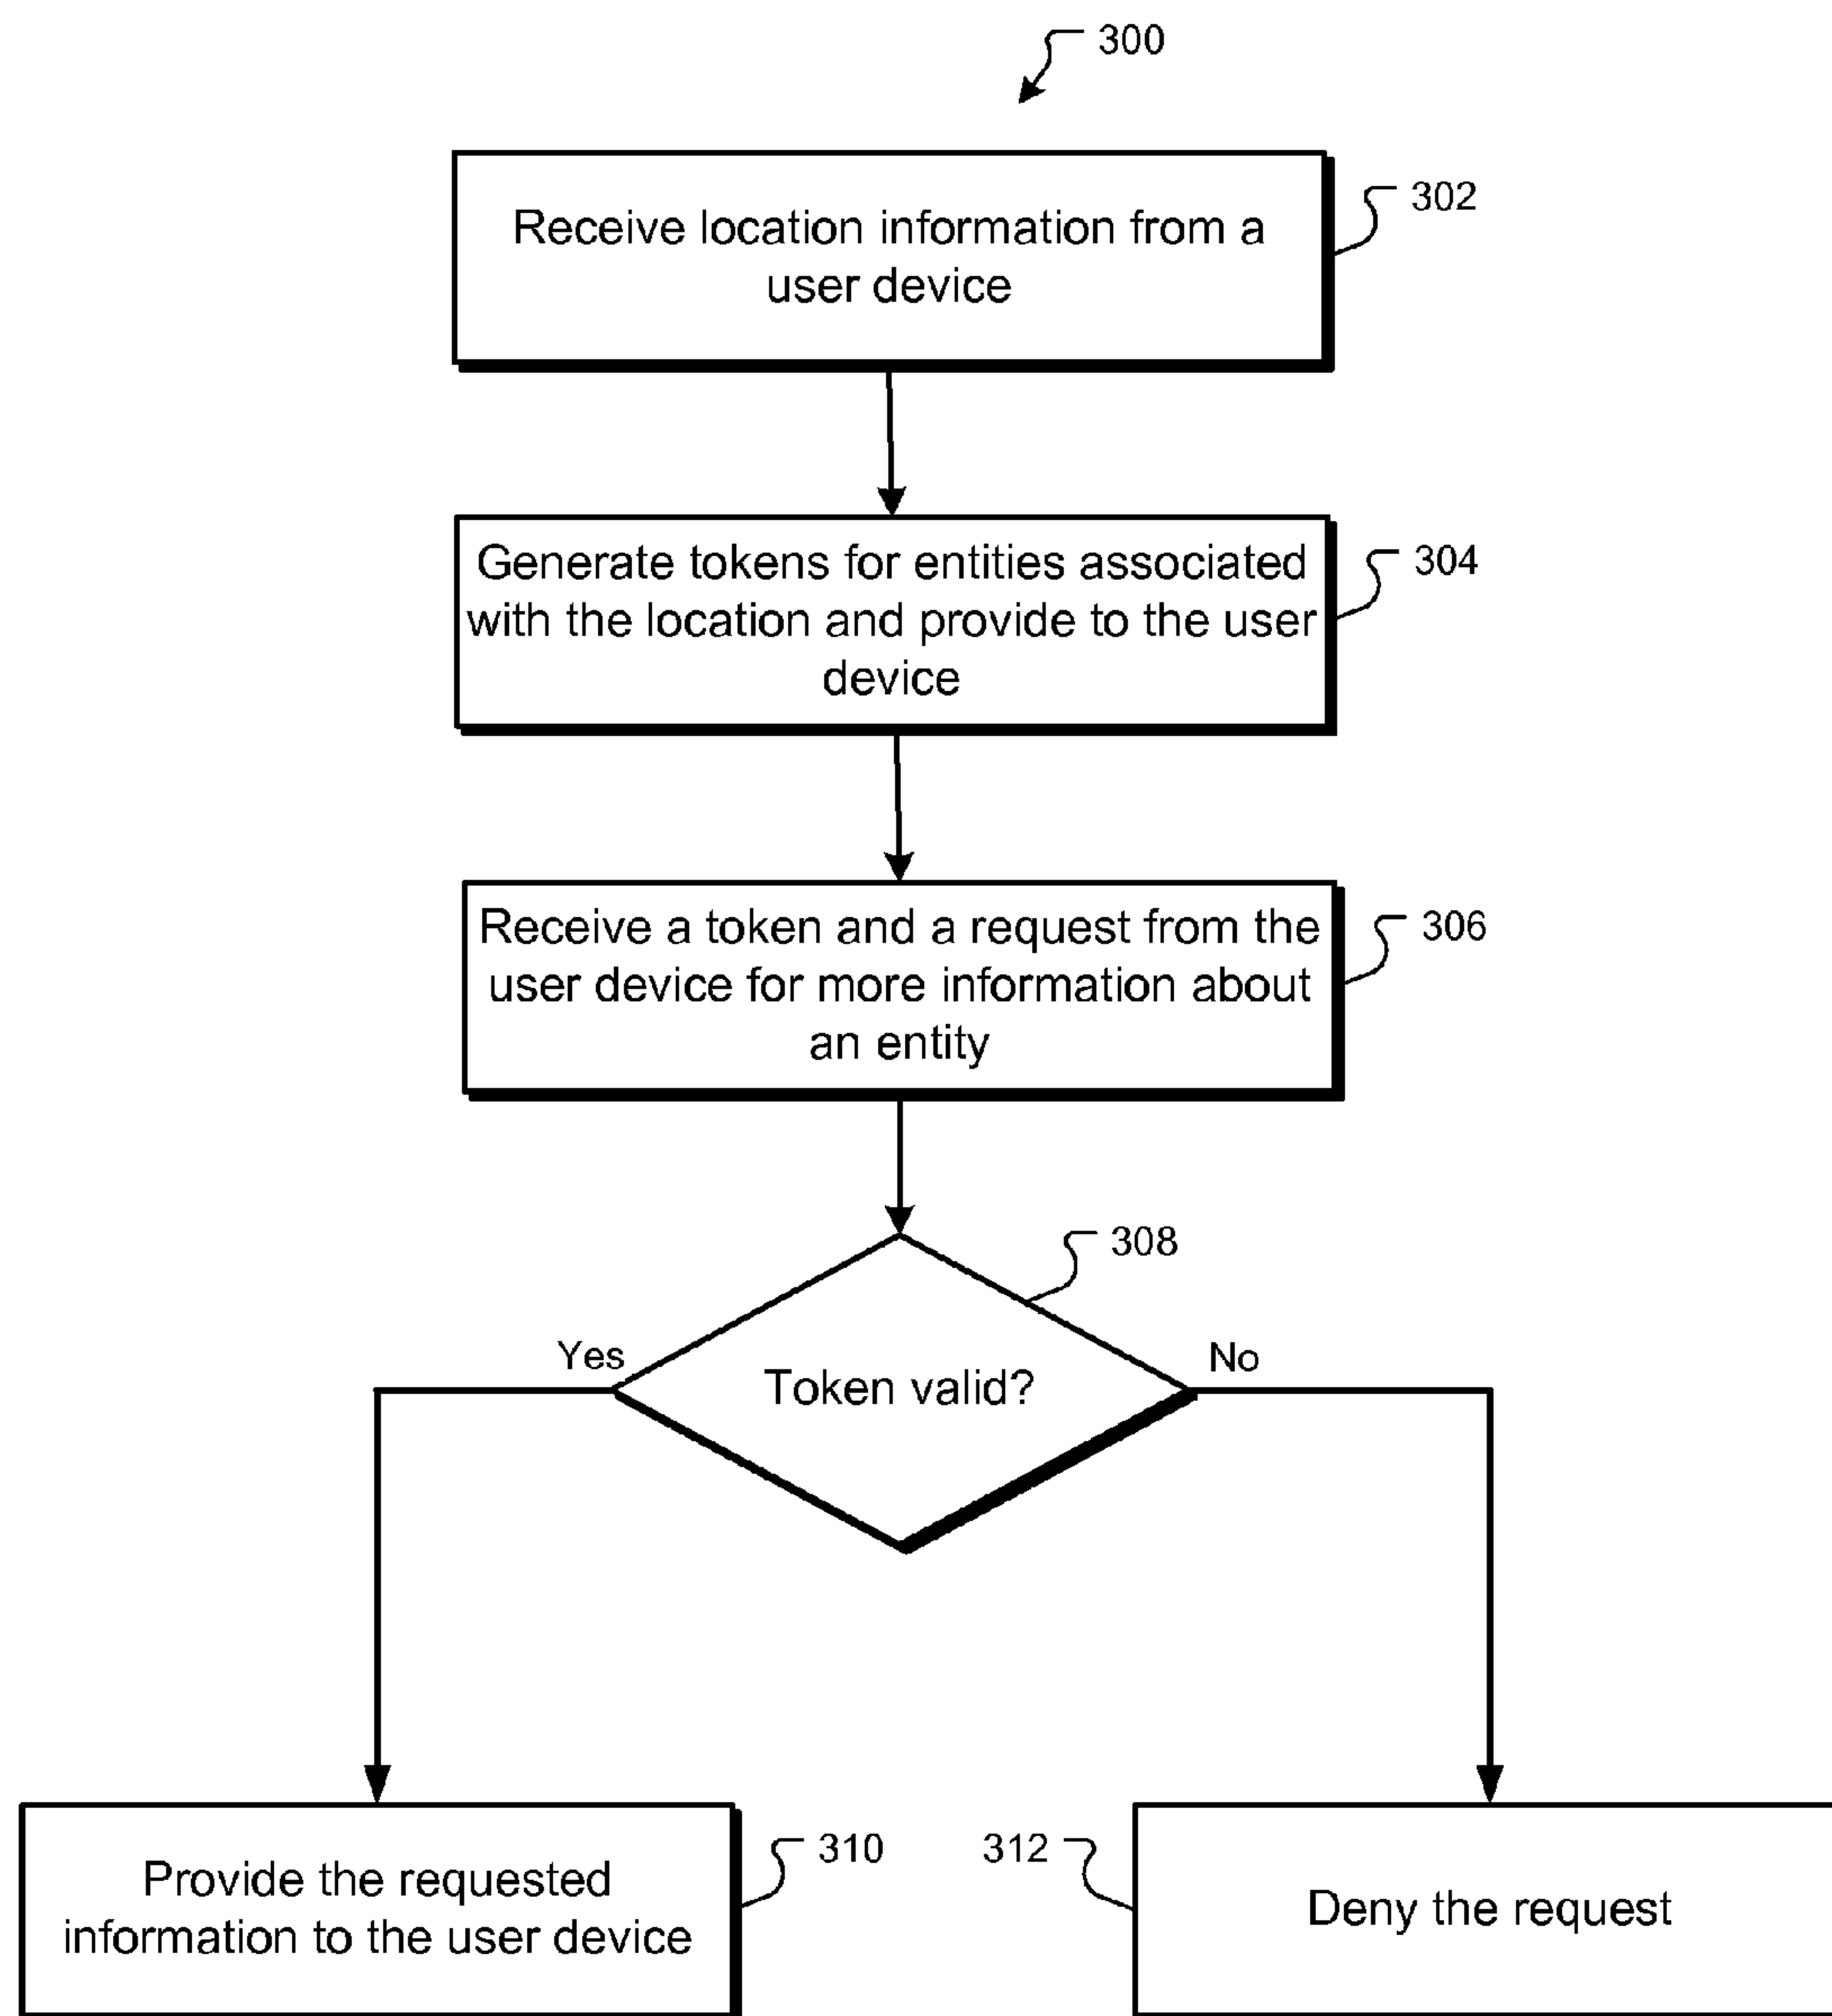 300
Receive location information from a
user device
302
Generate tokens for entities associated
with the location and provide to the user
device
304
Receive a token and a request from the
user device for more information about
an entity
306
308
Yes
Token valid?
No
Provide the requested
information to the user device
310
312
Deny the request